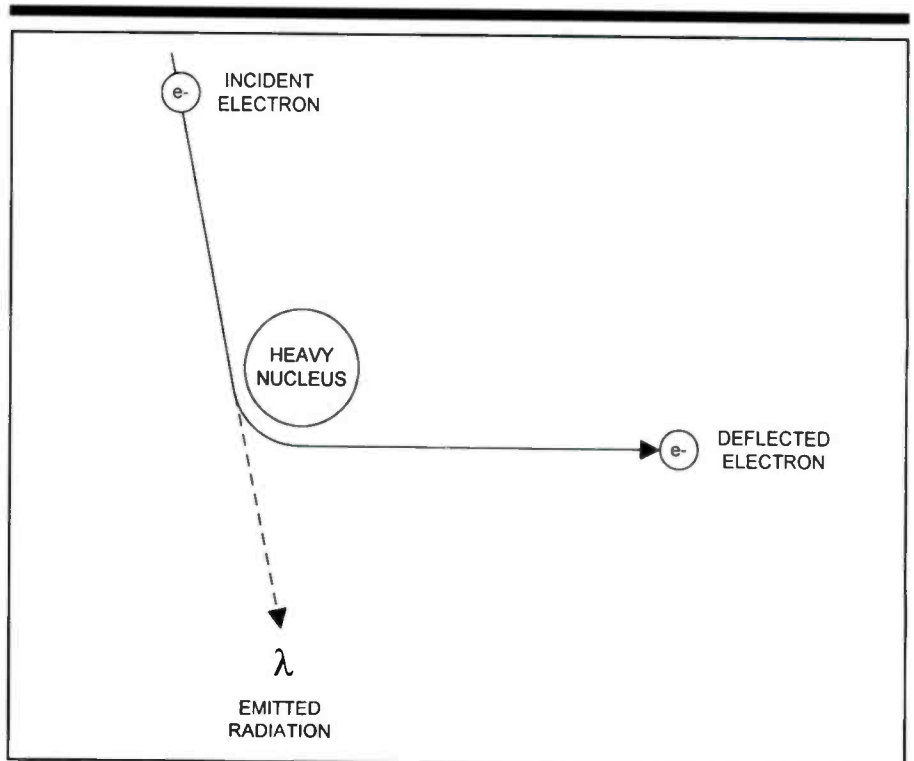 e-
INCIDENT
ELECTRON
HEAVY
NUCLEUS
e-
DEFLECTED
ELECTRON
λ
EMITTED
RADIATION